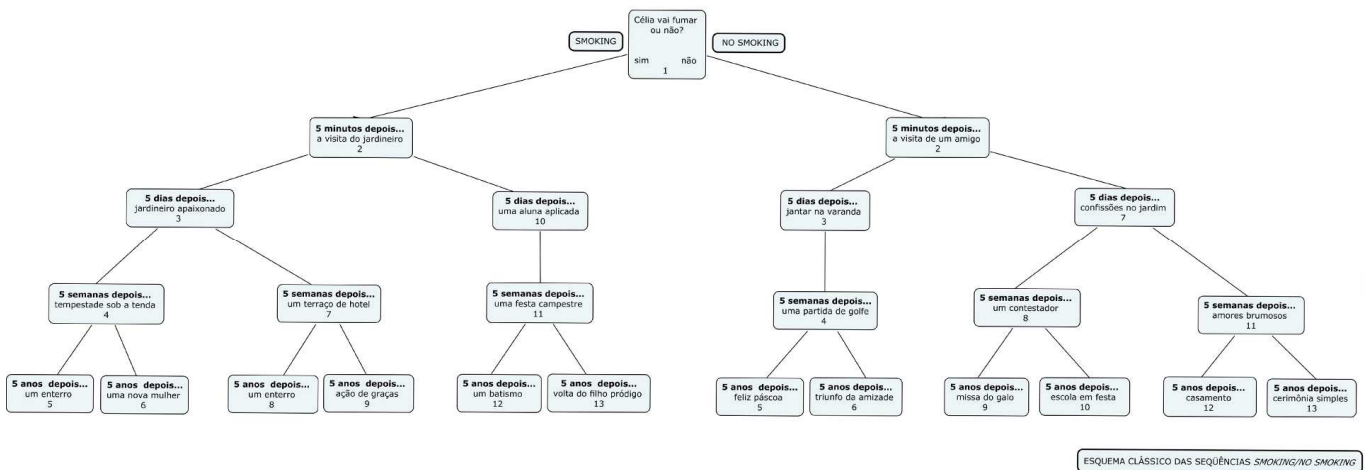 Célia vai fumar
ou não?
SMOKING
NO SMOKING
sim não
1
5 minutos depois...
a visita do jardineiro
2
5 minutos depois...
a visita de um amigo
2
5 dias depois...
jardineiro apaixonado
3
5 dias depois...
uma aluna aplicada
10
5 dias depois...
jantar na varanda
3
5 dias depois...
confissões no jardim
7
5 semanas depois...
tempestade sob a tenda
4
5 semanas depois...
um terraço de hotel
7
5 semanas depois...
uma festa campestre
11
5 semanas depois...
uma partida de golfe
4
5 semanas depois...
um contestador
8
5 semanas depois...
amores brumosos
11
5 anos depois...
um enterro
5
5 anos depois...
uma nova mulher
6
5 anos depois...
um enterro
8
5 anos depois...
ação de graças
9
5 anos depois...
um batismo
12
5 anos depois...
volta do filho pródigo
13
5 anos depois...
feliz páscoa
5
5 anos depois...
triunfo da amizade
6
5 anos depois...
missa do galo
9
5 anos depois...
escola em festa
10
5 anos depois...
casamento
12
5 anos depois...
cerimônia simples
13
ESQUEMA CLÁSSICO DAS SEQÜÊNCIAS SMOKING/NO SMOKING